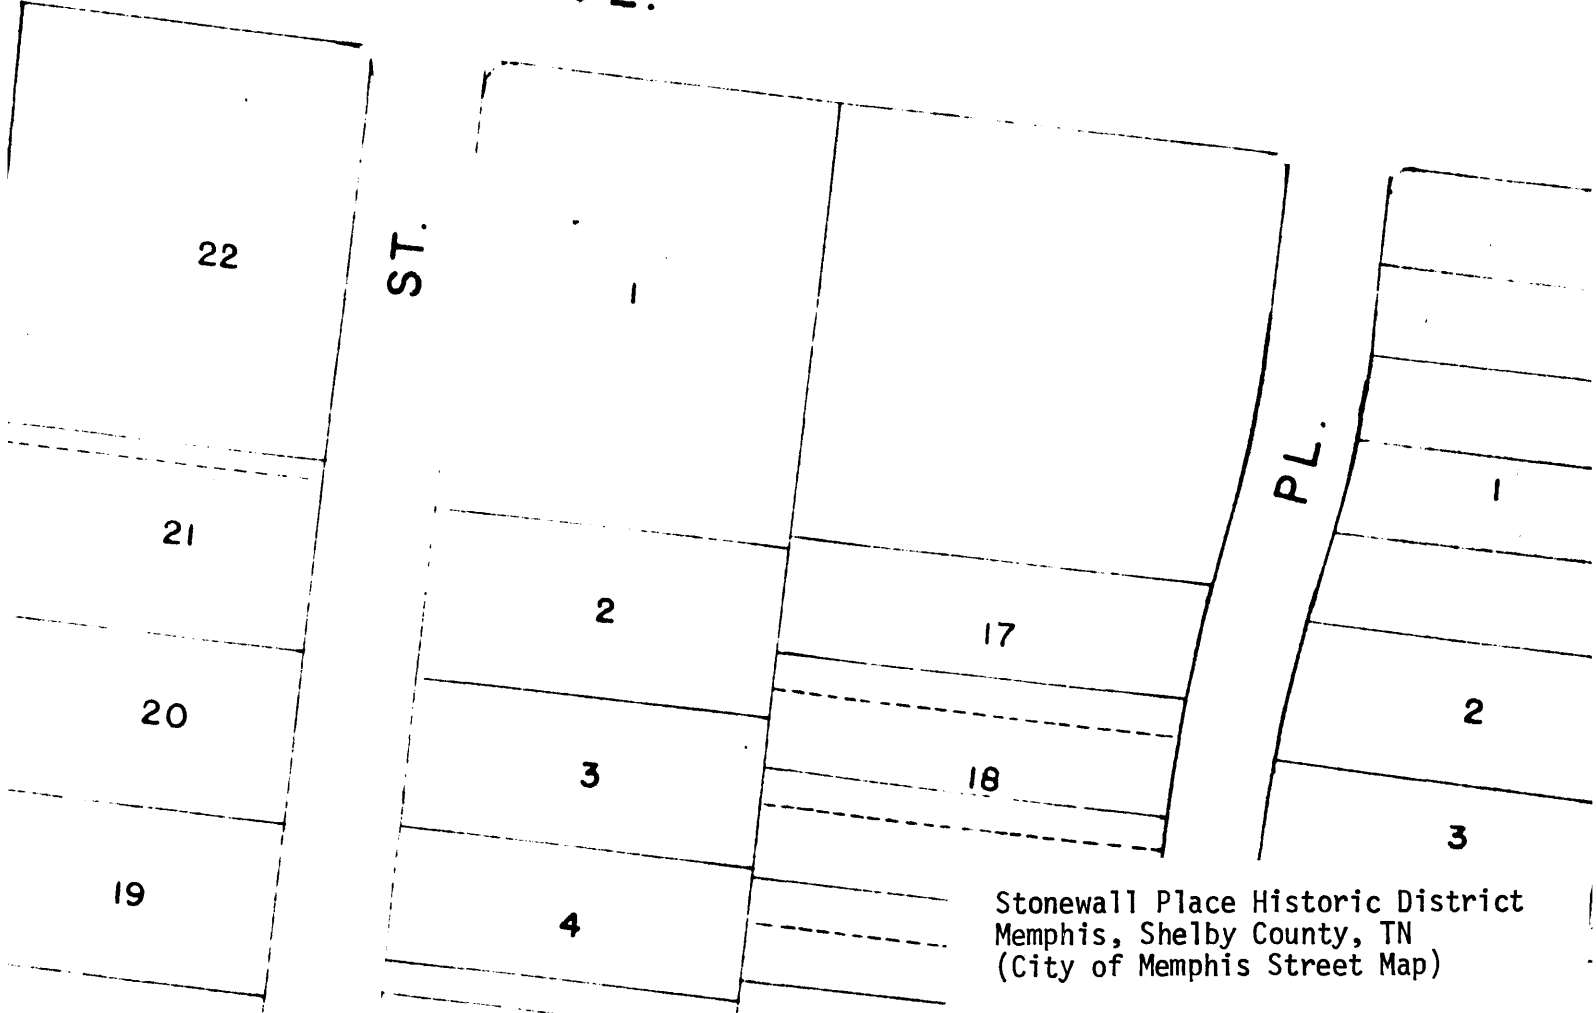 22
ST.
1
PL.
1
21
2
17
2
20
3
18
3
19
4
Stonewall Place Historic District
Memphis, Shelby County, TN
(City of Memphis Street Map)